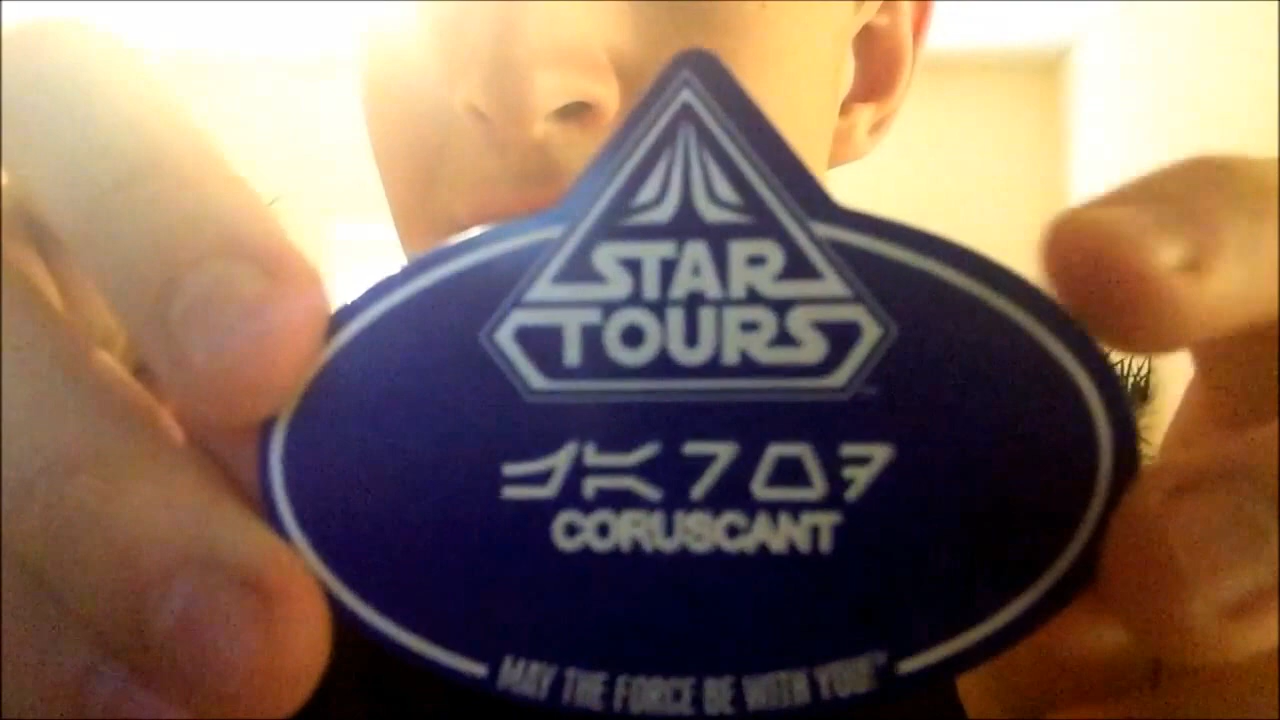 STAR
TOURS
CORUSCANT
MAY THE FORCE BE WITH YOU!